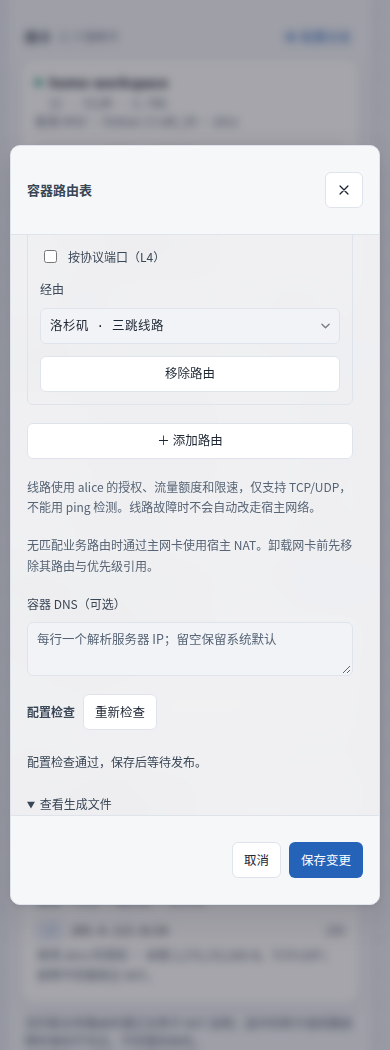 容器路由表
按协议端口（L4）
经由
洛杉矶 · 三跳线路
移除路由
＋ 添加路由
线路使用 alice 的授权、流量额度和限速，仅支持 TCP/UDP，
不能用 ping 检测。线路故障时不会自动改走宿主网络。
无匹配业务路由时通过主网卡使用宿主 NAT。卸载网卡前先移
除其路由与优先级引用。
容器 DNS（可选）
每行一个解析服务器 IP；留空保留系统默认
配置检查
重新检查
配置检查通过，保存后等待发布。
▼ 查看生成文件
取消
保存变更